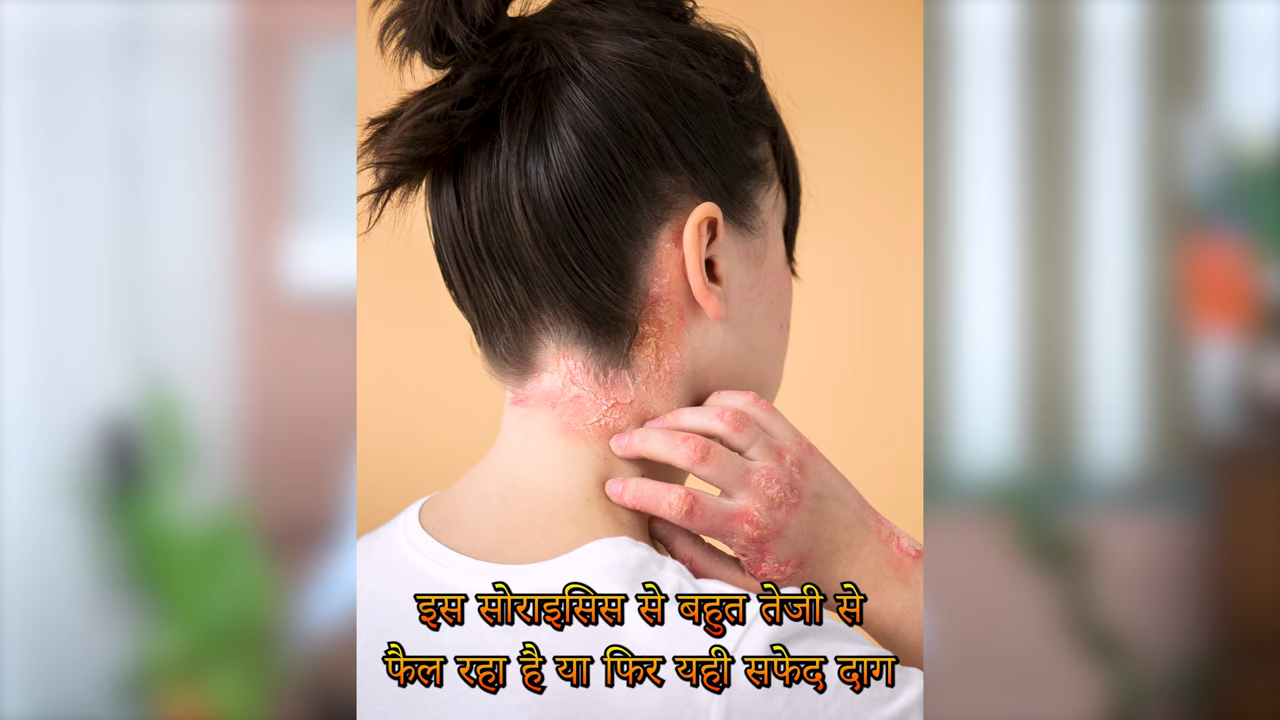 इस सोराइसिस से बहुत तेजी से
फैल रहा है या फिर यही सफेद दाग